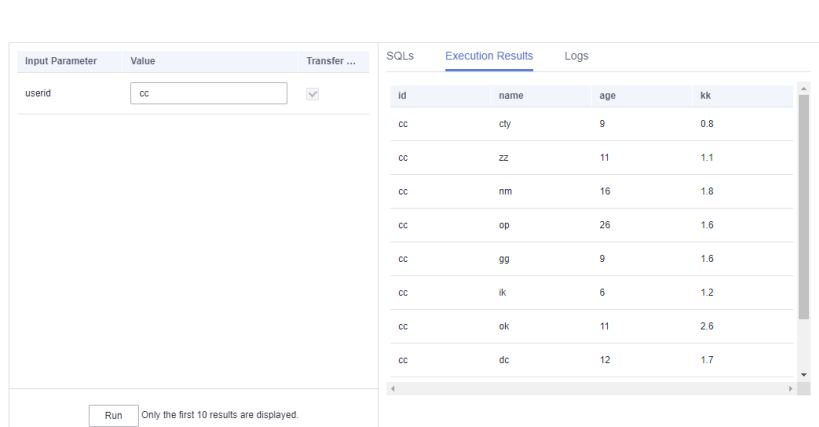 Input Parameter Value Transfer ...
userid cc
Run Only the first 10 results are displayed.
SQLs Execution Results Logs
id name age kk
cc cty 9 0.8
cc zz 11 1.1
cc nm 16 1.8
cc op 26 1.6
cc gg 9 1.6
cc ik 6 1.2
cc ok 11 2.6
cc dc 12 1.7